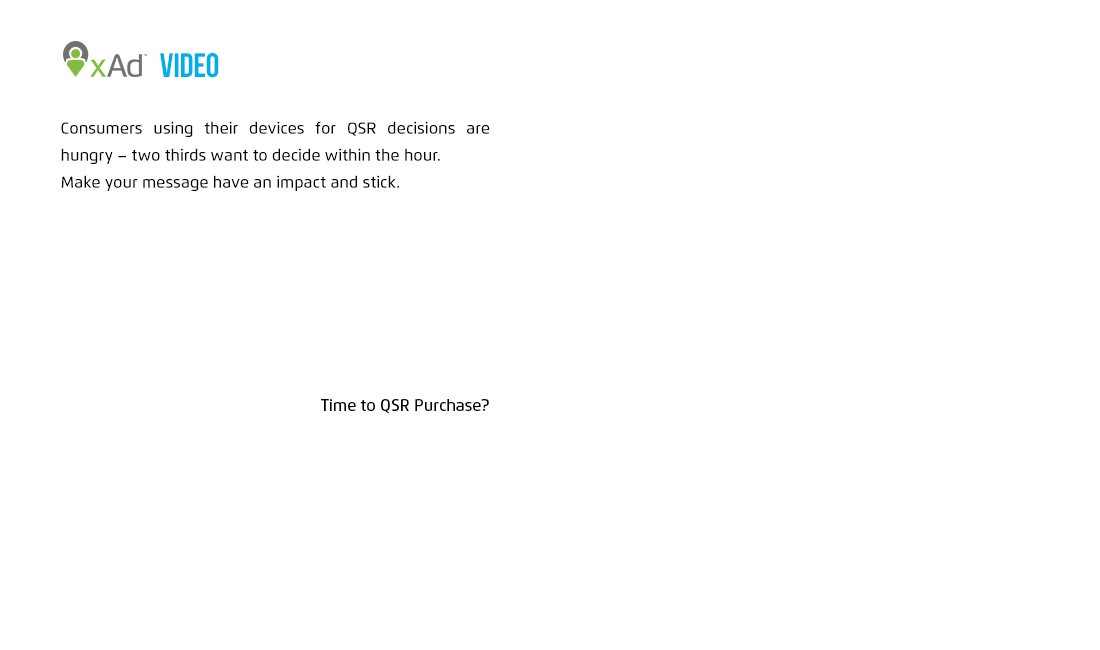 xAd™ VIDEO
Consumers using their devices for QSR decisions are
hungry – two thirds want to decide within the hour.
Make your message have an impact and stick.
Time to QSR Purchase?